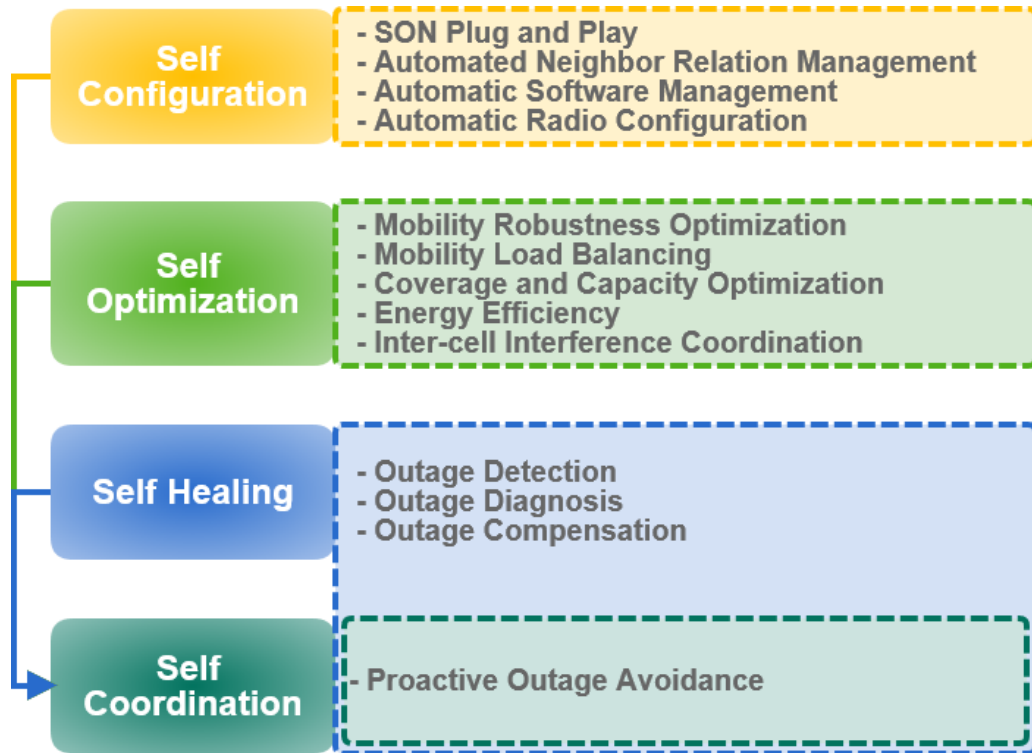 Self
Configuration
- SON Plug and Play
- Automated Neighbor Relation Management
- Automatic Software Management
- Automatic Radio Configuration
Self
Optimization
- Mobility Robustness Optimization
- Mobility Load Balancing
- Coverage and Capacity Optimization
- Energy Efficiency
- Inter-cell Interference Coordination
Self Healing
- Outage Detection
- Outage Diagnosis
- Outage Compensation
Self
Coordination
- Proactive Outage Avoidance